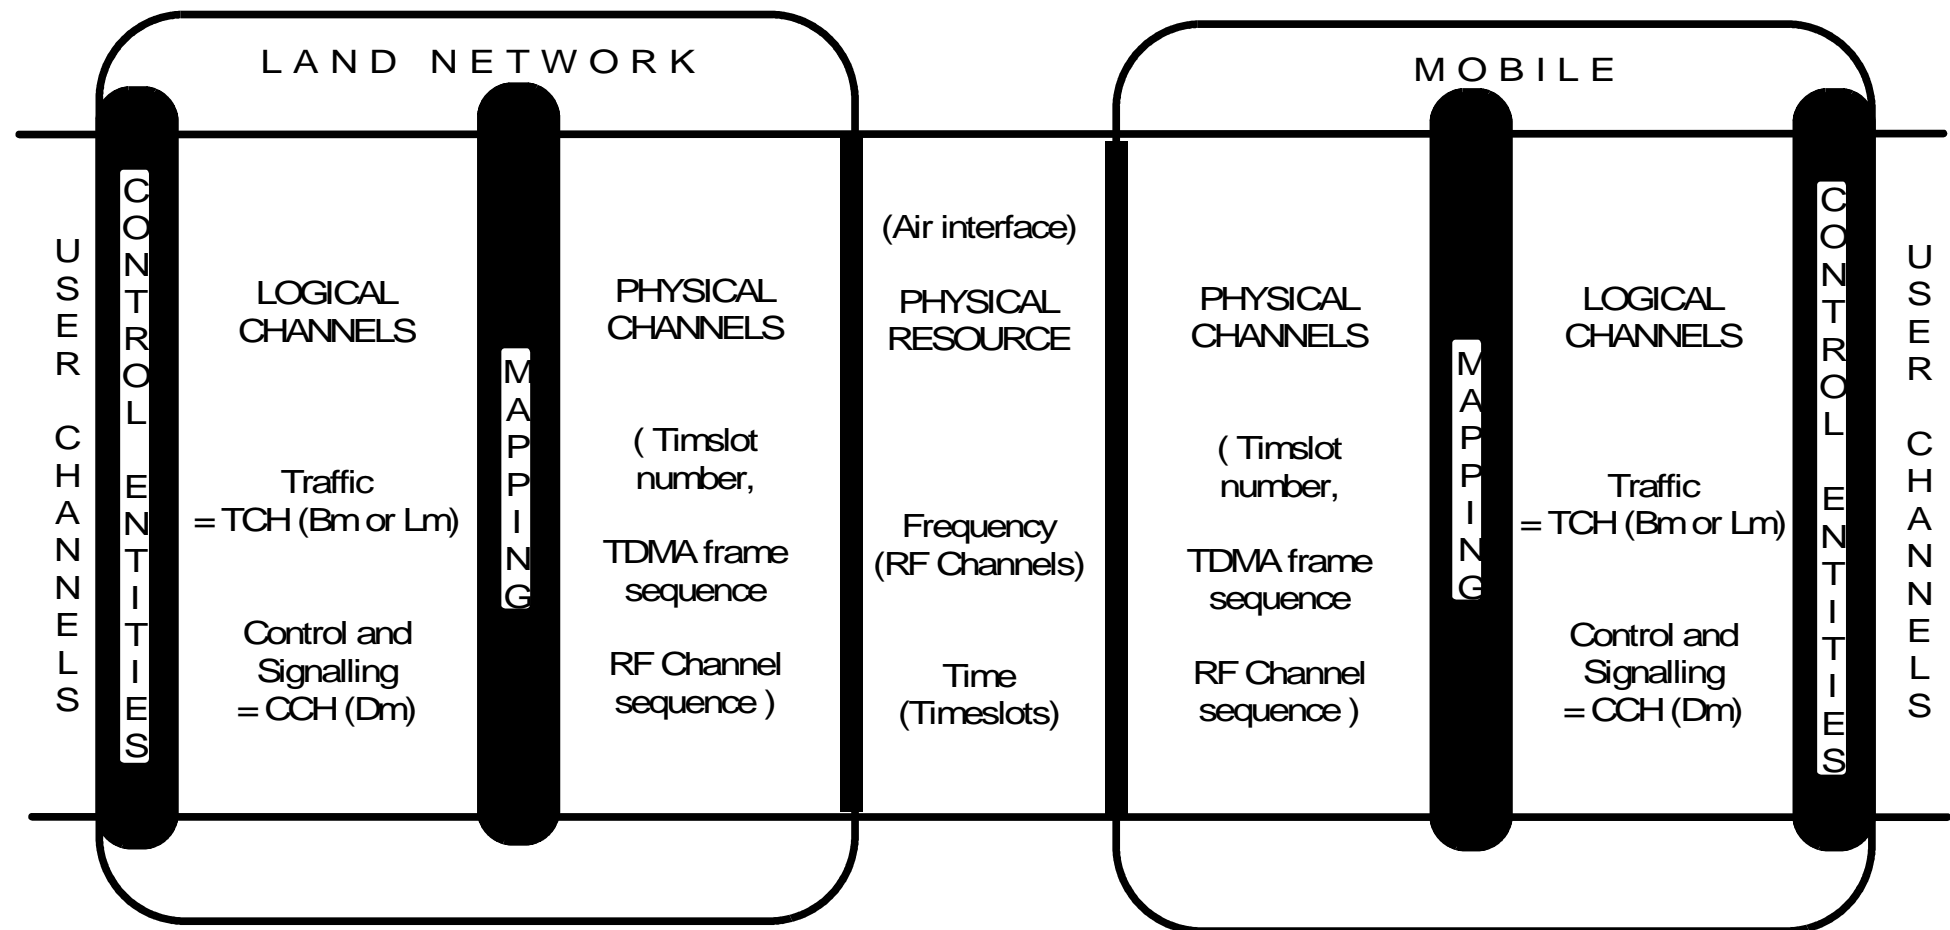 LAND NETWORK
MOBILE
USER CHANNELS
CONTROL ENTITIES
LOGICAL
CHANNELS
Traffic
= TCH (Bm or Lm)
Control and
Signalling
= CCH (Dm)
MAPPING
PHYSICAL
CHANNELS
( Timslot
number,
TDMA frame
sequence
RF Channel
sequence )
(Air interface)
PHYSICAL
RESOURCE
Frequency
(RF Channels)
Time
(Timeslots)
PHYSICAL
CHANNELS
( Timslot
number,
TDMA frame
sequence
RF Channel
sequence )
MAPPING
LOGICAL
CHANNELS
Traffic
= TCH (Bm or Lm)
Control and
Signalling
= CCH (Dm)
CONTROL ENTITIES
USER CHANNELS